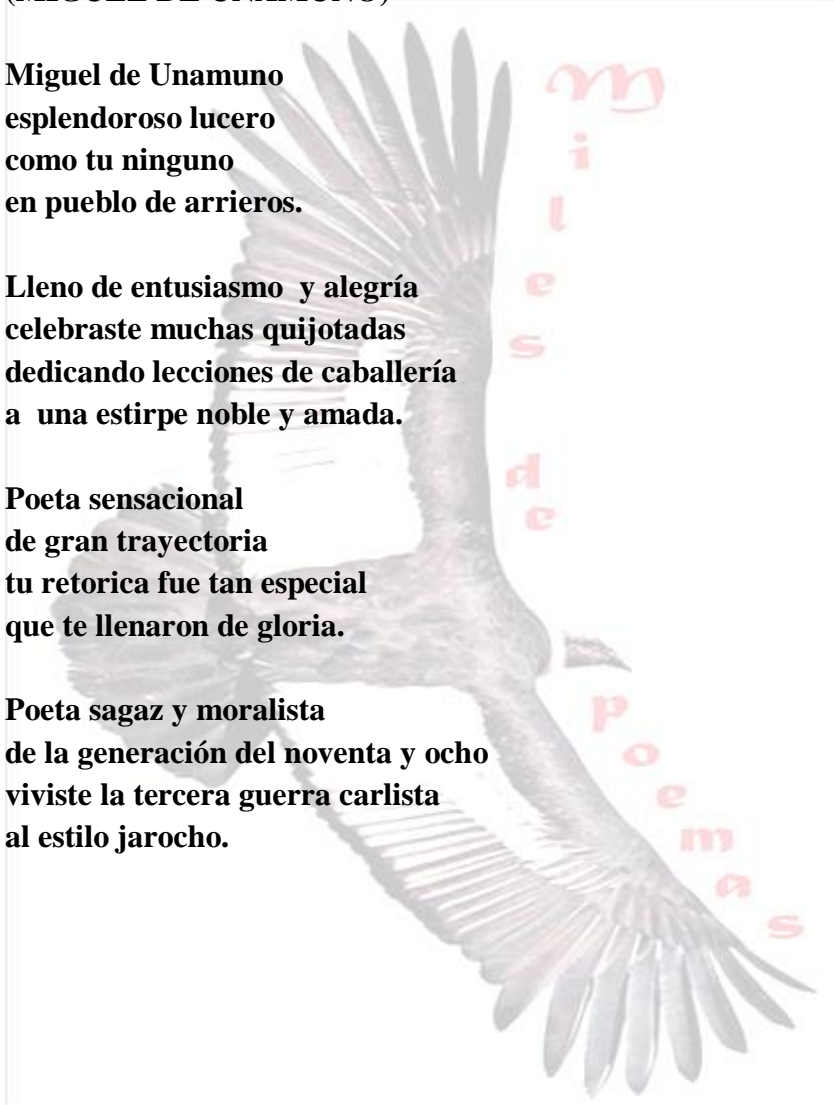 (MIGUEL DE UNAMUNO)
Miguel de Unamuno
esplendoroso lucero
como tu ninguno
en pueblo de arrieros.
Lleno de entusiasmo y alegría
celebraste muchas quijotadas
dedicando lecciones de caballería
a una estirpe noble y amada.
Poeta sensacional
de gran trayectoria
tu retorica fue tan especial
que te llenaron de gloria.
Poeta sagaz y moralista
de la generación del noventa y ocho
viviste la tercera guerra carlista
al estilo jarocho.
Miles de poemas